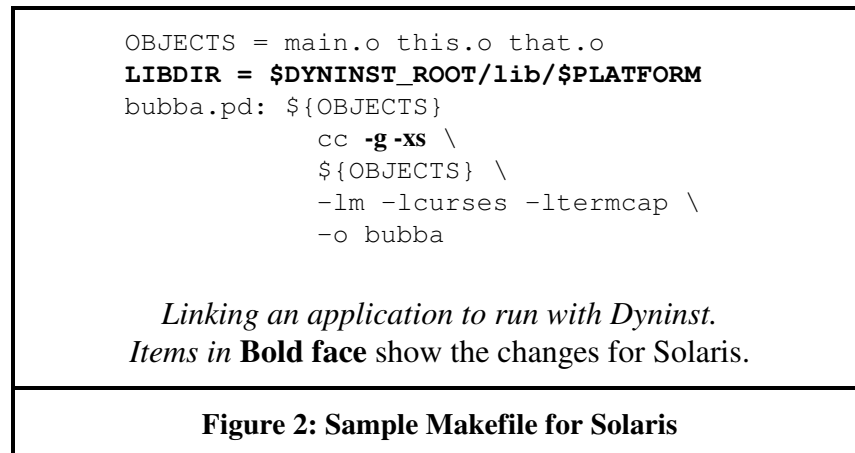 OBJECTS = main.o this.o that.o
LIBDIR = $DYNINST_ROOT/lib/$PLATFORM
bubba.pd: ${OBJECTS}
cc -g -xs \
${OBJECTS} \
-lm -lcurses -ltermcap \
-o bubba
Linking an application to run with Dyninst.
Items in Bold face show the changes for Solaris.
Figure 2: Sample Makefile for Solaris